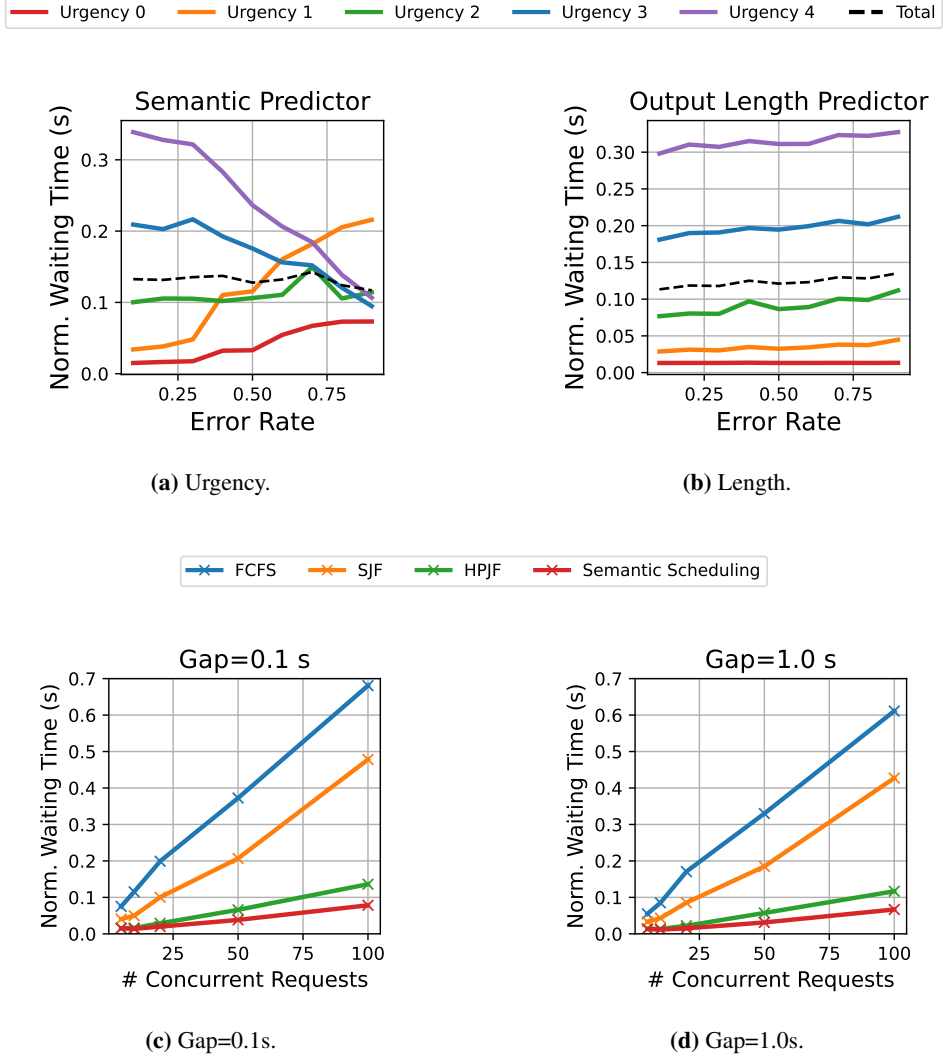 Urgency 0 Urgency 1 Urgency 2 Urgency 3 Urgency 4 Total
Semantic Predictor
Norm. Waiting Time (s)
0.3
0.2
0.1
0.0
0.25 0.50 0.75
Error Rate
(a) Urgency.
Output Length Predictor
Norm. Waiting Time (s)
0.30
0.25
0.20
0.15
0.10
0.05
0.00
0.25 0.50 0.75
Error Rate
(b) Length.
FCFS SJF HPJF Semantic Scheduling
Gap=0.1 s
Norm. Waiting Time (s)
0.7
0.6
0.5
0.4
0.3
0.2
0.1
0.0
25 50 75 100
# Concurrent Requests
(c) Gap=0.1s.
Gap=1.0 s
Norm. Waiting Time (s)
0.7
0.6
0.5
0.4
0.3
0.2
0.1
0.0
25 50 75 100
# Concurrent Requests
(d) Gap=1.0s.